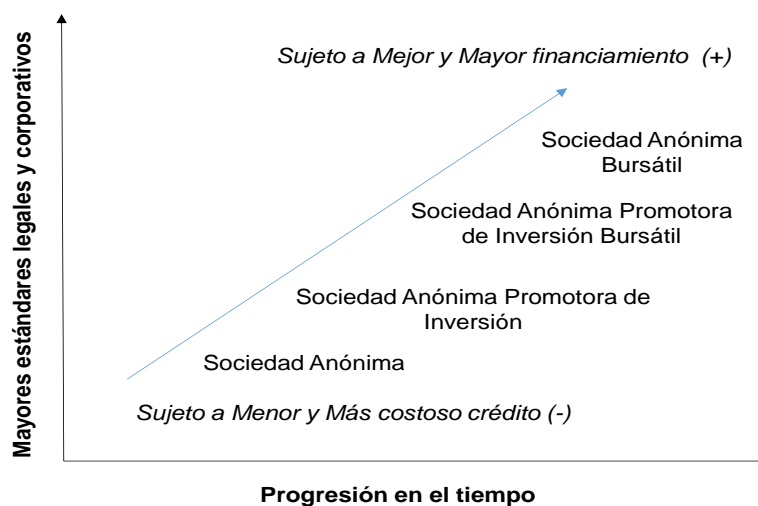 Mayores estándares legales y corporativos
Sujeto a Mejor y Mayor financiamiento (+)
Sociedad Anónima
Bursátil
Sociedad Anónima Promotora
de Inversión Bursátil
Sociedad Anónima Promotora de
Inversión
Sociedad Anónima
Sujeto a Menor y Más costoso crédito (-)
Progresión en el tiempo